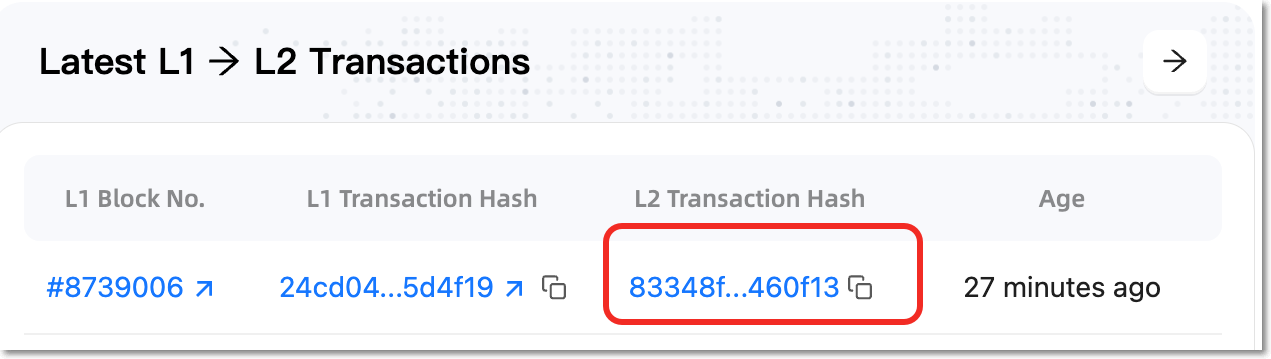 Latest L1 → L2 Transactions
L1 Block No. L1 Transaction Hash L2 Transaction Hash Age
#8739006 24cd04...5d4f19 83348f...460f13 27 minutes ago